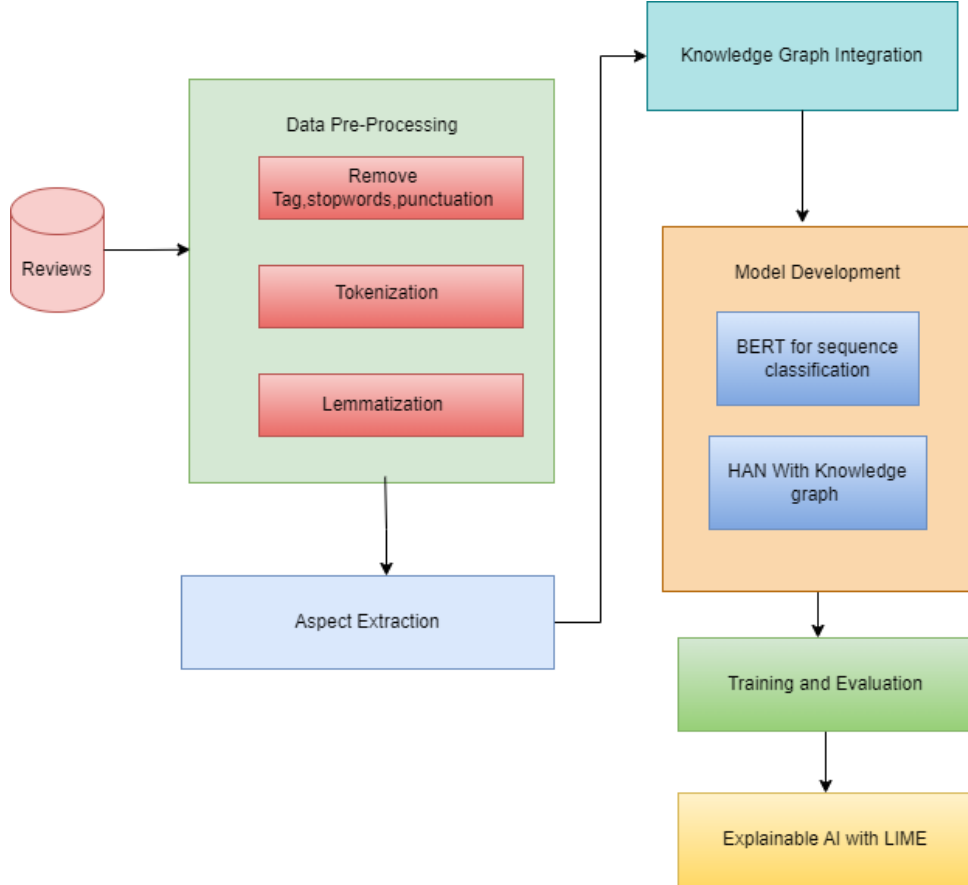 Reviews
Data Pre-Processing
Remove
Tag,stopwords,punctuation
Tokenization
Lemmatization
Aspect Extraction
Knowledge Graph Integration
Model Development
BERT for sequence
classification
HAN With Knowledge
graph
Training and Evaluation
Explainable AI with LIME